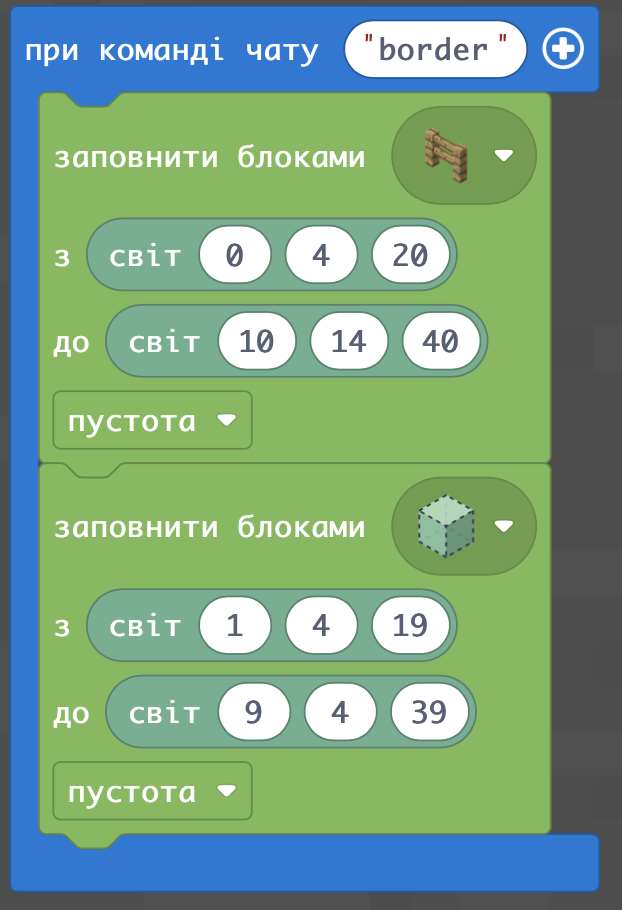 при команді чату "border"
заповнити блоками
з світ 0 4 20
до світ 10 14 40
пустота
заповнити блоками
з світ 1 4 19
до світ 9 4 39
пустота